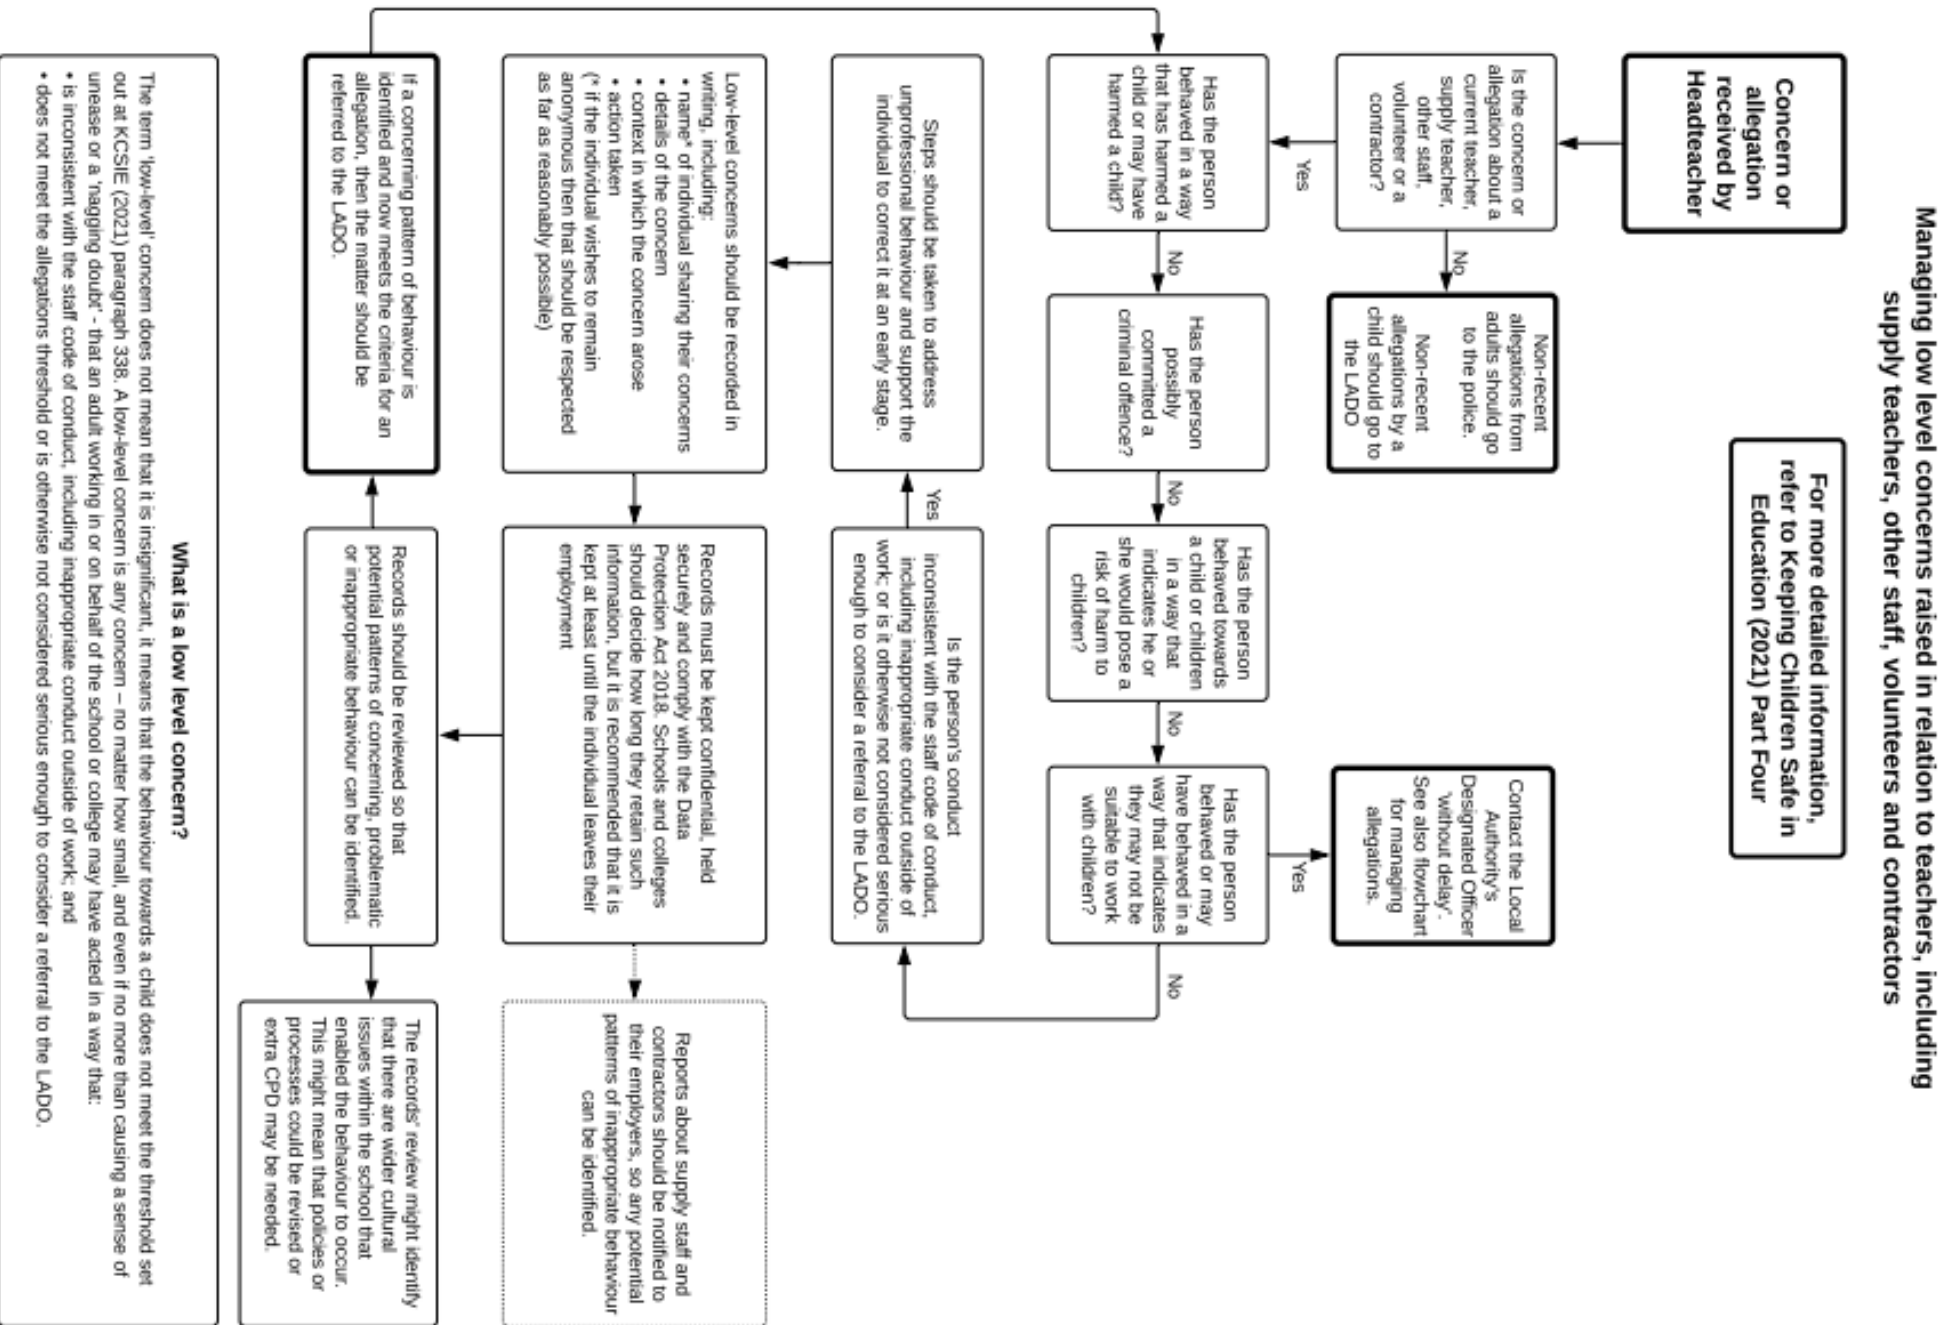 Managing low level concerns raised in relation to teachers, including
supply teachers, other staff, volunteers and contractors
Concern or
allegation
received by
Headteacher
For more detailed information,
refer to Keeping Children Safe in
Education (2021) Part Four
Is the concern or
allegation about a
current teacher,
supply teacher,
other staff,
volunteer or a
contractor?
No
Non-recent
allegations from
adults should go
to the police.
Non-recent
allegations by a
child should go to
the LADO
Contact the Local
Authority's
Designated Officer
'without delay'.
See also flowchart
for managing
allegations.
Yes
Yes
Has the person
behaved in a way
that has harmed a
child or may have
harmed a child?
No
Has the person
possibly
committed a
criminal offence?
No
Has the person
behaved towards
a child or children
in a way that
indicates he or
she would pose a
risk of harm to
children?
No
Has the person
behaved or may
have behaved in a
way that indicates
they may not be
suitable to work
with children?
No
Steps should be taken to address
unprofessional behaviour and support the
individual to correct it at an early stage.
Yes
Is the person's conduct
inconsistent with the staff code of conduct,
including inappropriate conduct outside of
work; or is it otherwise not considered serious
enough to consider a referral to the LADO.
Low-level concerns should be recorded in
writing, including:
• name* of individual sharing their concerns
• details of the concern
• context in which the concern arose
• action taken
(* if the individual wishes to remain
anonymous then that should be respected
as far as reasonably possible)
Records must be kept confidential, held
securely and comply with the Data
Protection Act 2018. Schools and colleges
should decide how long they retain such
information, but it is recommended that it is
kept at least until the individual leaves their
employment
Reports about supply staff and
contractors should be notified to
their employers, so any potential
patterns of inappropriate behaviour
can be identified.
If a concerning pattern of behaviour is
identified and now meets the criteria for an
allegation, then the matter should be
referred to the LADO.
Records should be reviewed so that
potential patterns of concerning, problematic
or inappropriate behaviour can be identified.
The records' review might identify
that there are wider cultural
issues within the school that
enabled the behaviour to occur.
This might mean that policies or
processes could be revised or
extra CPD may be needed.
What is a low level concern?
The term 'low-level' concern does not mean that it is insignificant, it means that the behaviour towards a child does not meet the threshold set
out at KCSIE (2021) paragraph 338. A low-level concern is any concern – no matter how small, and even if no more than causing a sense of
unease or a 'nagging doubt' - that an adult working in or on behalf of the school or college may have acted in a way that:
• is inconsistent with the staff code of conduct, including inappropriate conduct outside of work; and
• does not meet the allegations threshold or is otherwise not considered serious enough to consider a referral to the LADO.